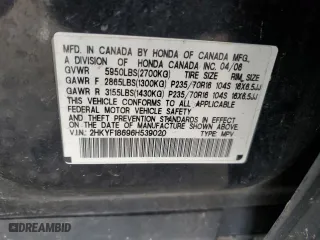 MFD. IN CANADA BY HONDA OF CANADA MFG.,
A DIVISION OF HONDA CANADA INC. 04/06
GVWR 5950LBS(2700KG) TIRE SIZE RIM SIZE
GAWR F 2865LBS(1300KG) P235/70R16 104S 16X6.5JJ
GAWR R 3155LBS(1430KG) P235/70R16 104S 16X6.5JJ
THIS VEHICLE CONFORMS TO ALL APPLICABLE
FEDERAL MOTOR VEHICLE SAFETY AND THEFT
PREVENTION STANDARDS IN EFFECT ON THE DATE
OF MANUFACTURE SHOWN ABOVE.
V.I.N.: 2HKYF18696H539020 TYPE: MPV